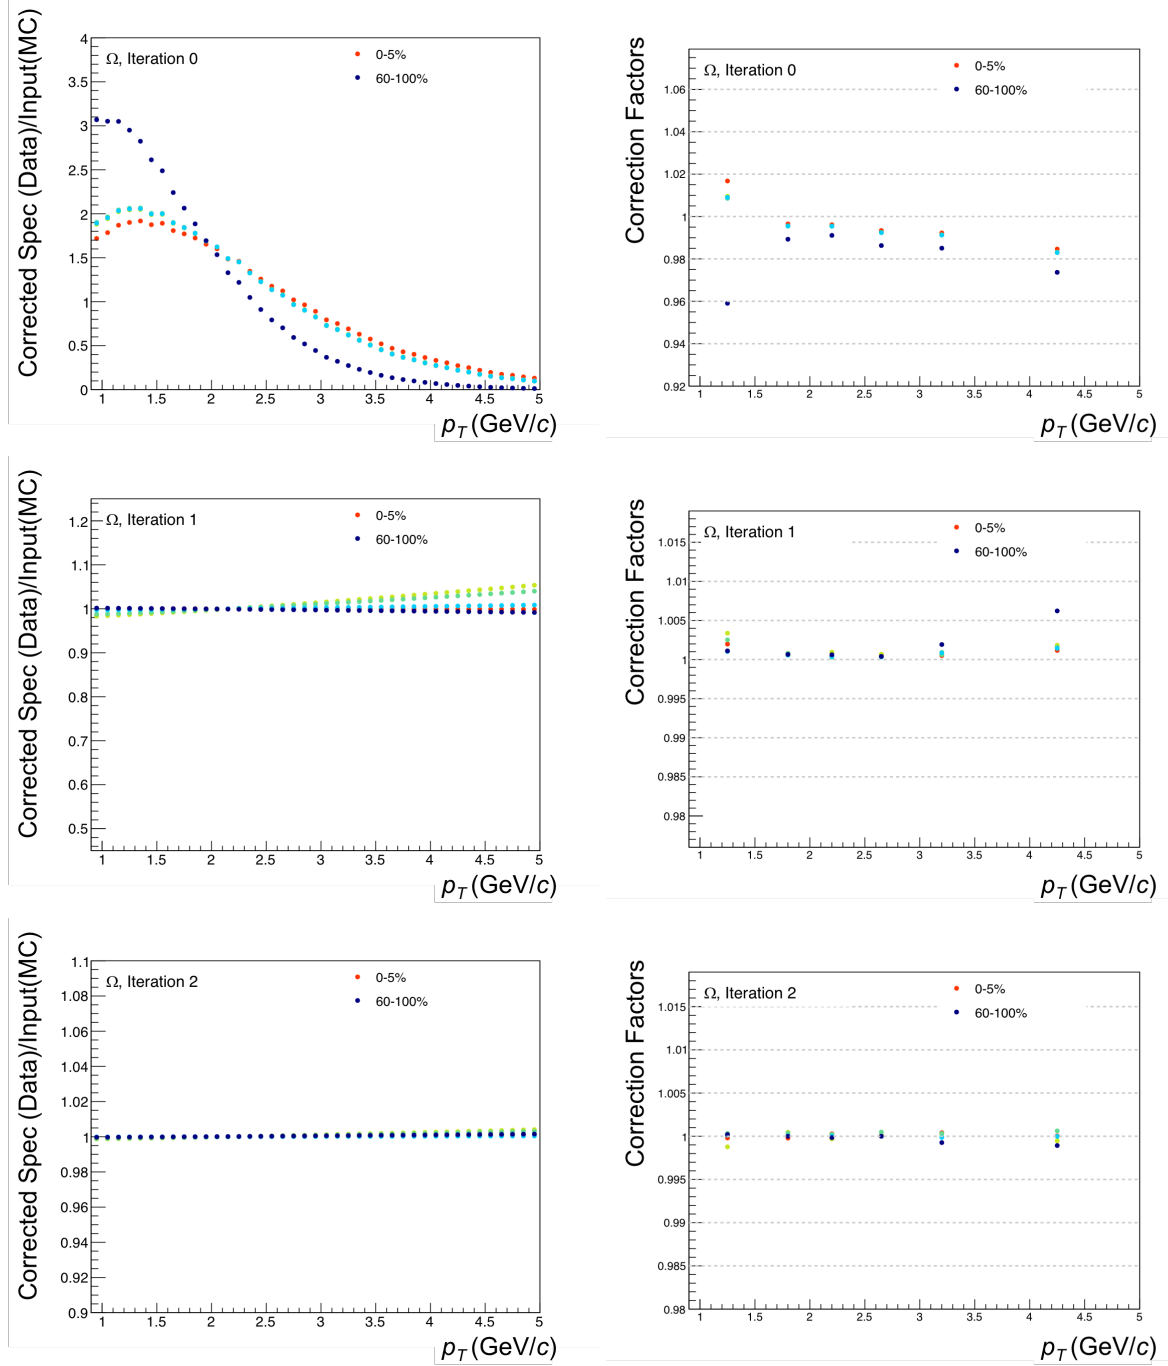 Corrected Spec (Data)/Input(MC)
Ω, Iteration 0
0-5%
60-100%
4
3.5
3
2.5
2
1.5
1
0.5
0
1 1.5 2 2.5 3 3.5 4 4.5 5
pT (GeV/c)
Correction Factors
Ω, Iteration 0
0-5%
60-100%
1.06
1.04
1.02
1
0.98
0.96
0.94
0.92
1 1.5 2 2.5 3 3.5 4 4.5 5
pT (GeV/c)
Corrected Spec (Data)/Input(MC)
Ω, Iteration 1
0-5%
60-100%
1.2
1.1
1
0.9
0.8
0.7
0.6
0.5
1 1.5 2 2.5 3 3.5 4 4.5 5
pT (GeV/c)
Correction Factors
Ω, Iteration 1
0-5%
60-100%
1.015
1.01
1.005
1
0.995
0.99
0.985
0.98
1 1.5 2 2.5 3 3.5 4 4.5 5
pT (GeV/c)
Corrected Spec (Data)/Input(MC)
Ω, Iteration 2
0-5%
60-100%
1.1
1.08
1.06
1.04
1.02
1
0.98
0.96
0.94
0.92
0.9
1 1.5 2 2.5 3 3.5 4 4.5 5
pT (GeV/c)
Correction Factors
Ω, Iteration 2
0-5%
60-100%
1.015
1.01
1.005
1
0.995
0.99
0.985
0.98
1 1.5 2 2.5 3 3.5 4 4.5 5
pT (GeV/c)